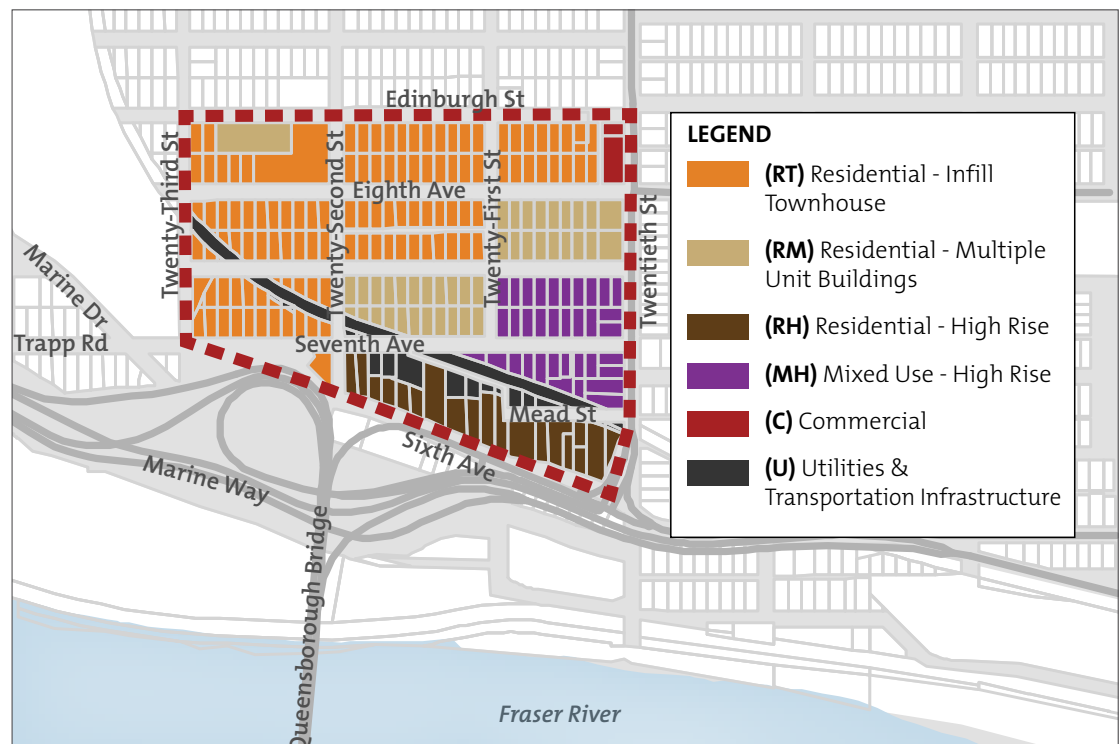 Edinburgh St
Twenty-Third St
Twenty-Second St
Twenty-First St
Twentieth St
Eighth Ave
Seventh Ave
Mead St
Sixth Ave
Marine Dr
Trapp Rd
Marine Way
Queensborough Bridge
Fraser River
LEGEND
(RT) Residential - Infill
Townhouse
(RM) Residential - Multiple
Unit Buildings
(RH) Residential - High Rise
(MH) Mixed Use - High Rise
(C) Commercial
(U) Utilities &
Transportation Infrastructure